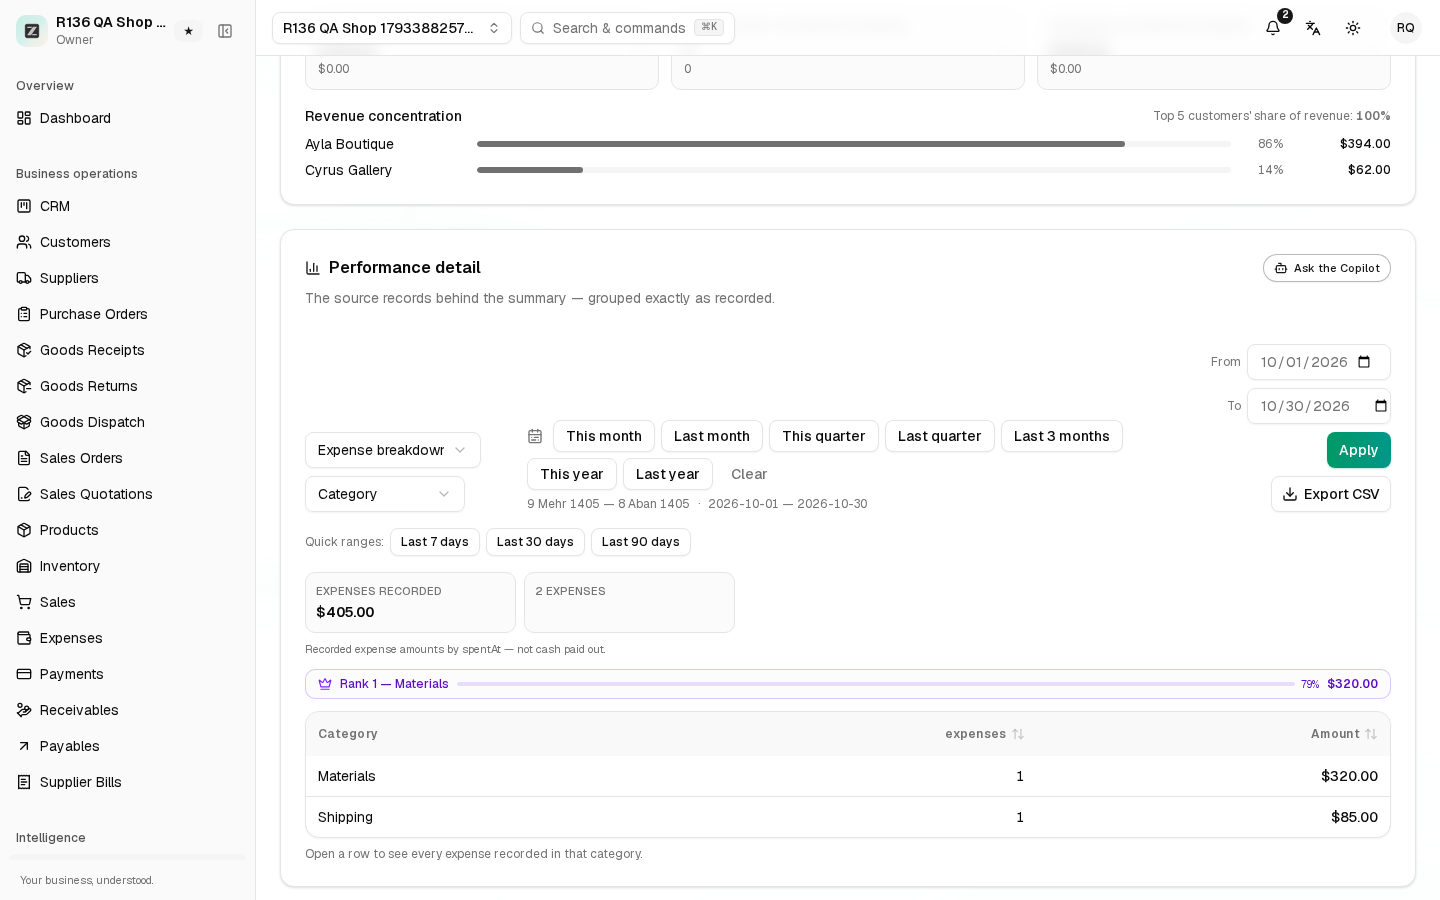 R136 QA Shop ...
Owner
★
Overview
Dashboard
Business operations
CRM
Customers
Suppliers
Purchase Orders
Goods Receipts
Goods Returns
Goods Dispatch
Sales Orders
Sales Quotations
Products
Inventory
Sales
Expenses
Payments
Receivables
Payables
Supplier Bills
Intelligence
Your business, understood.
R136 QA Shop 1793388257...
Search & commands ⌘K
2
RQ
$0.00
0
$0.00
Revenue concentration
Top 5 customers' share of revenue: 100%
Ayla Boutique 86% $394.00
Cyrus Gallery 14% $62.00
Performance detail
Ask the Copilot
The source records behind the summary — grouped exactly as recorded.
From 10/01/2026
To 10/30/2026
Expense breakdown
Category
This month Last month This quarter Last quarter Last 3 months
This year Last year Clear
9 Mehr 1405 — 8 Aban 1405 · 2026-10-01 — 2026-10-30
Apply
Export CSV
Quick ranges: Last 7 days Last 30 days Last 90 days
EXPENSES RECORDED
$405.00
2 EXPENSES
Recorded expense amounts by spentAt — not cash paid out.
Rank 1 — Materials 79% $320.00
Category expenses Amount
Materials 1 $320.00
Shipping 1 $85.00
Open a row to see every expense recorded in that category.